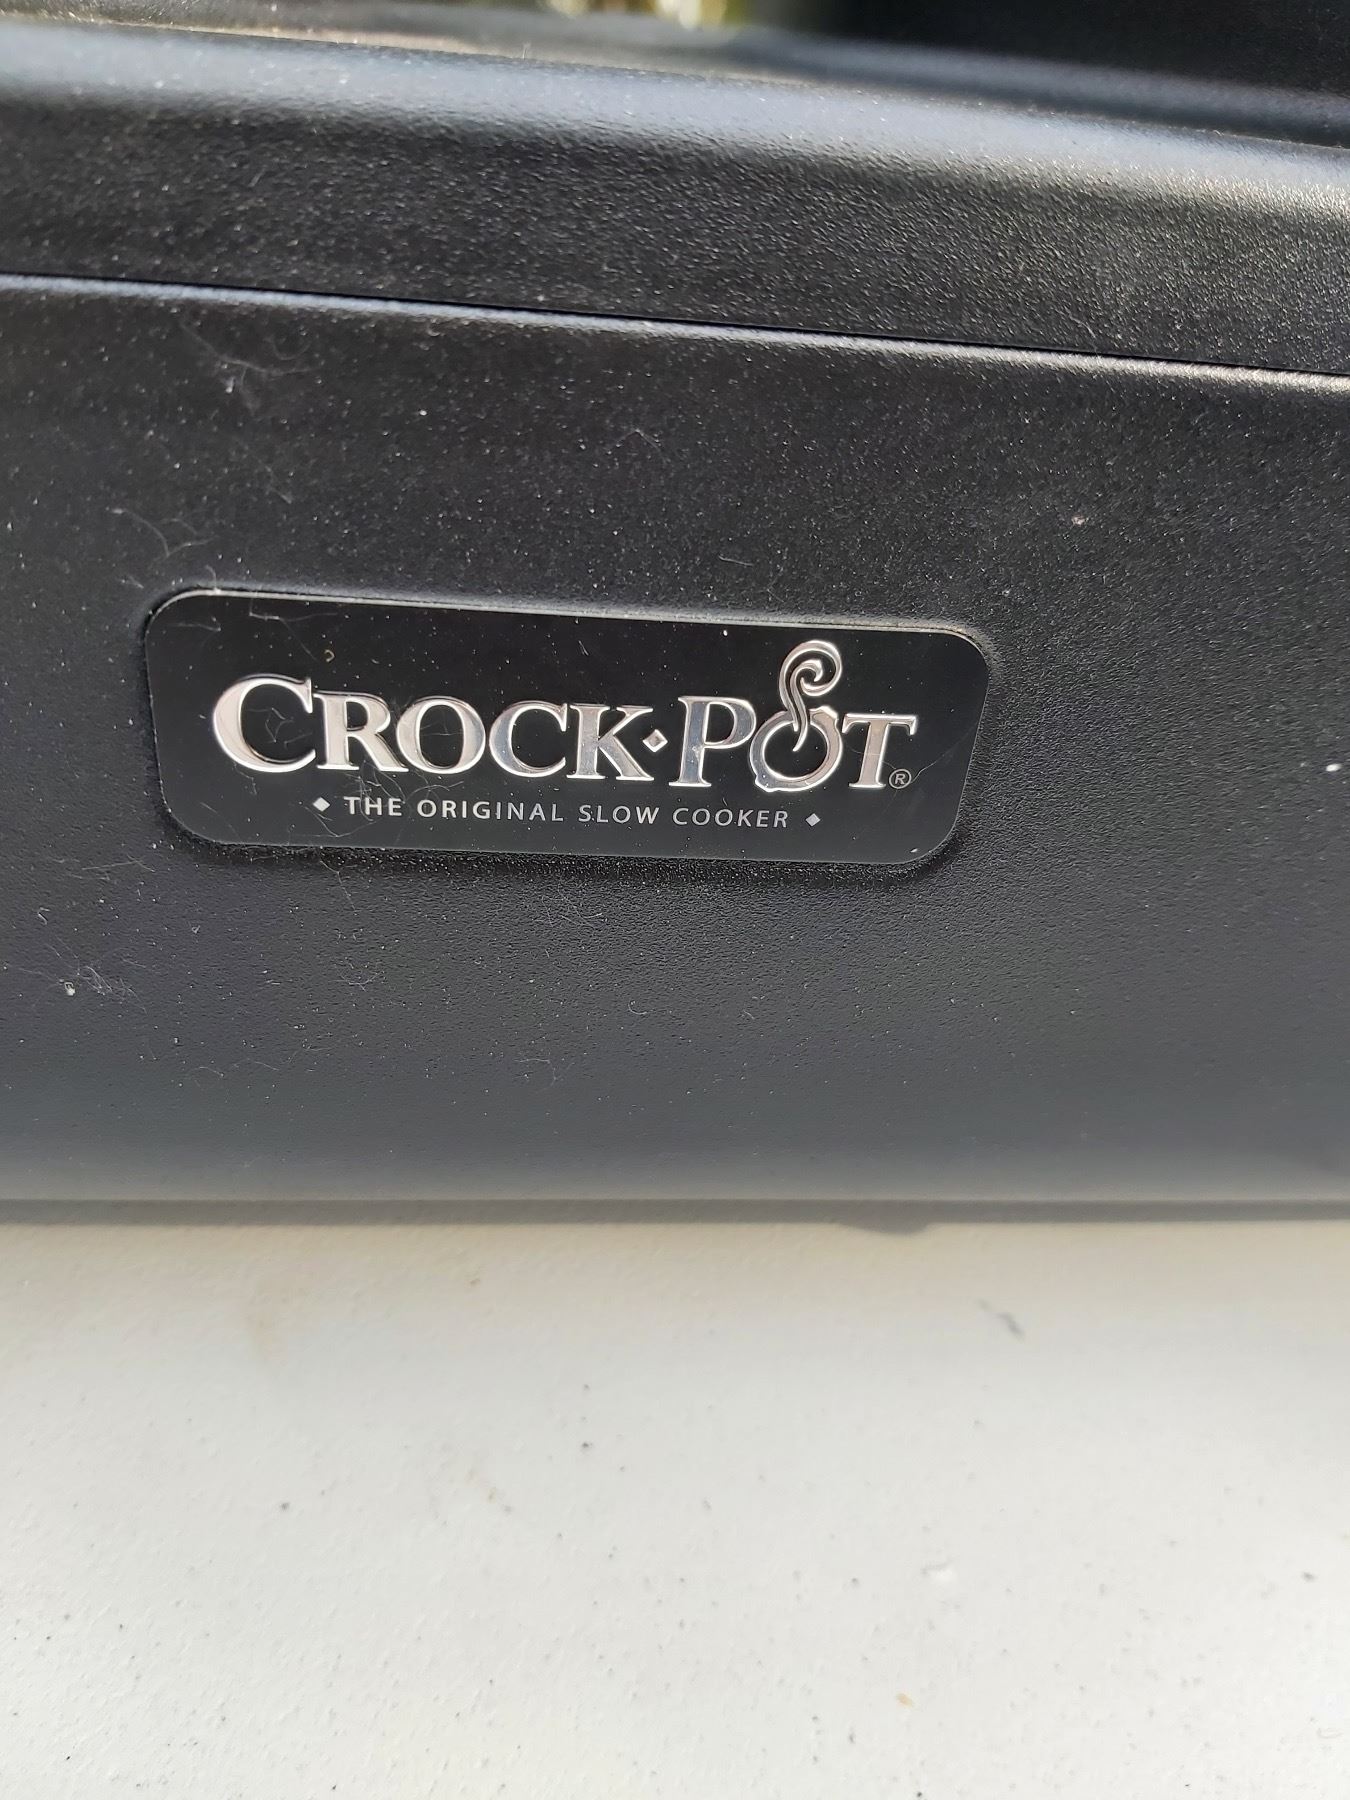 CROCK·POT®
◆ THE ORIGINAL SLOW COOKER ◆